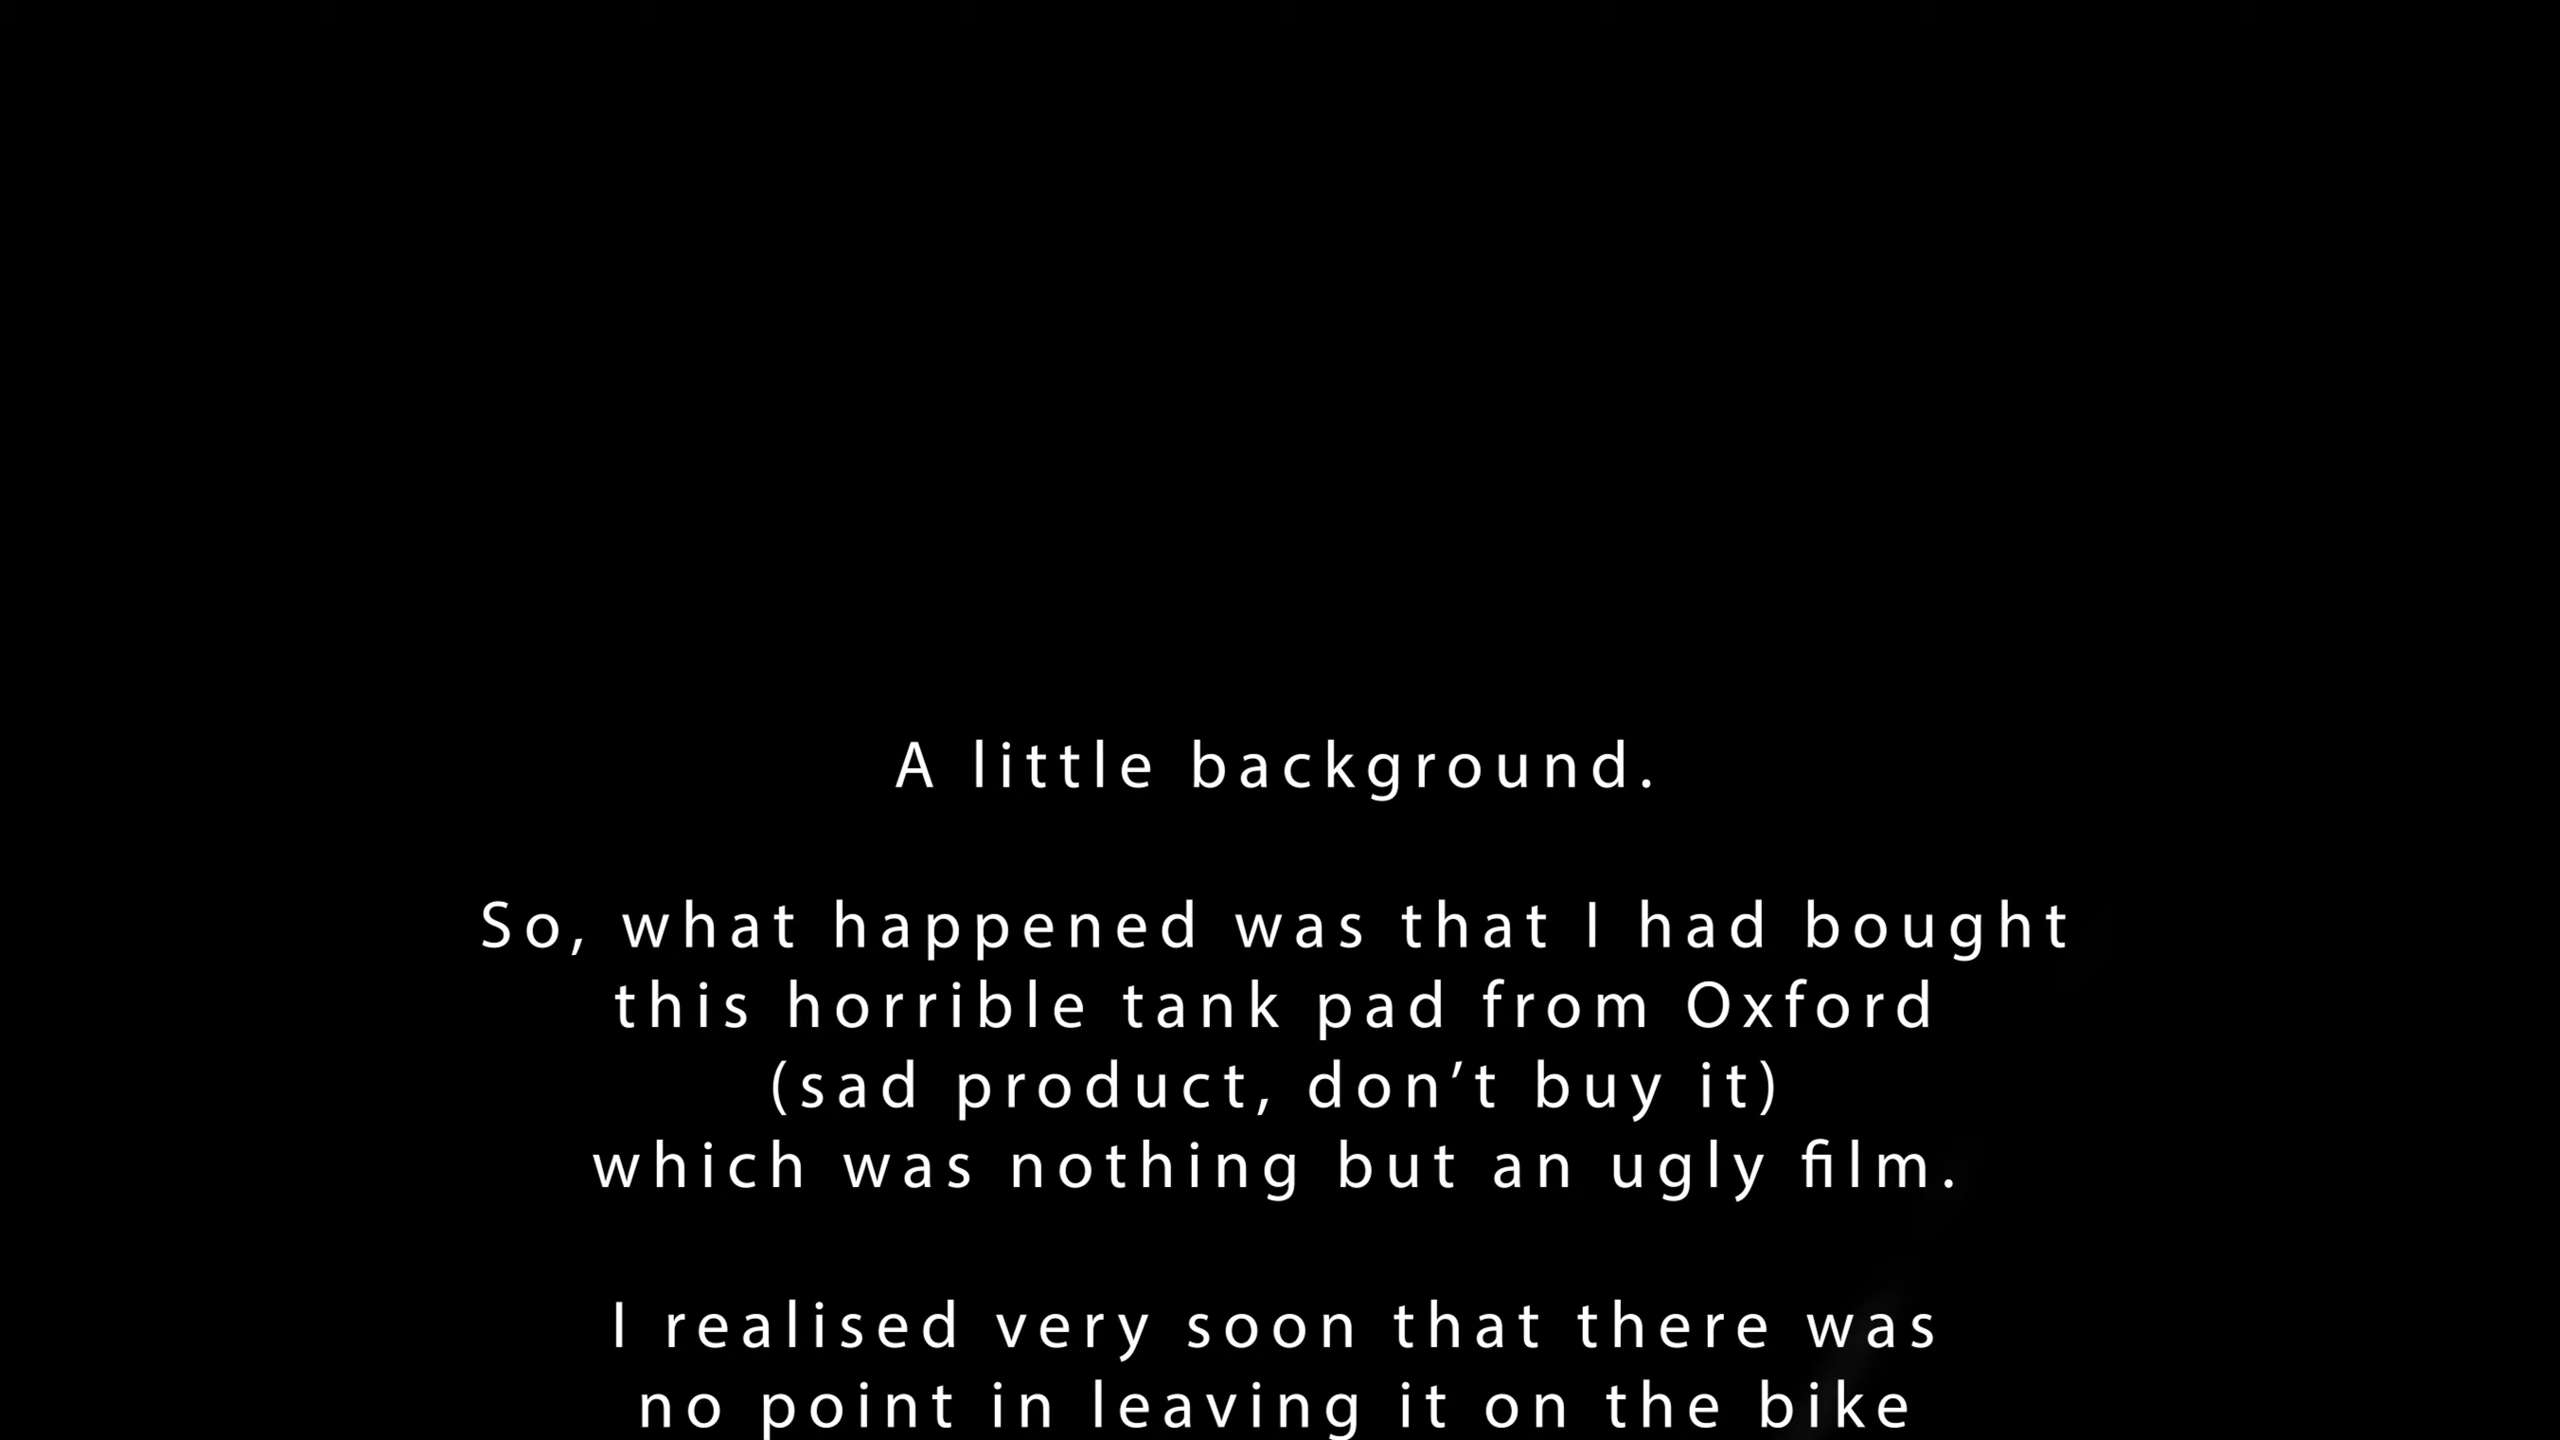 A little background.
So, what happened was that I had bought
this horrible tank pad from Oxford
(sad product, don’t buy it)
which was nothing but an ugly film.
I realised very soon that there was
no point in leaving it on the bike